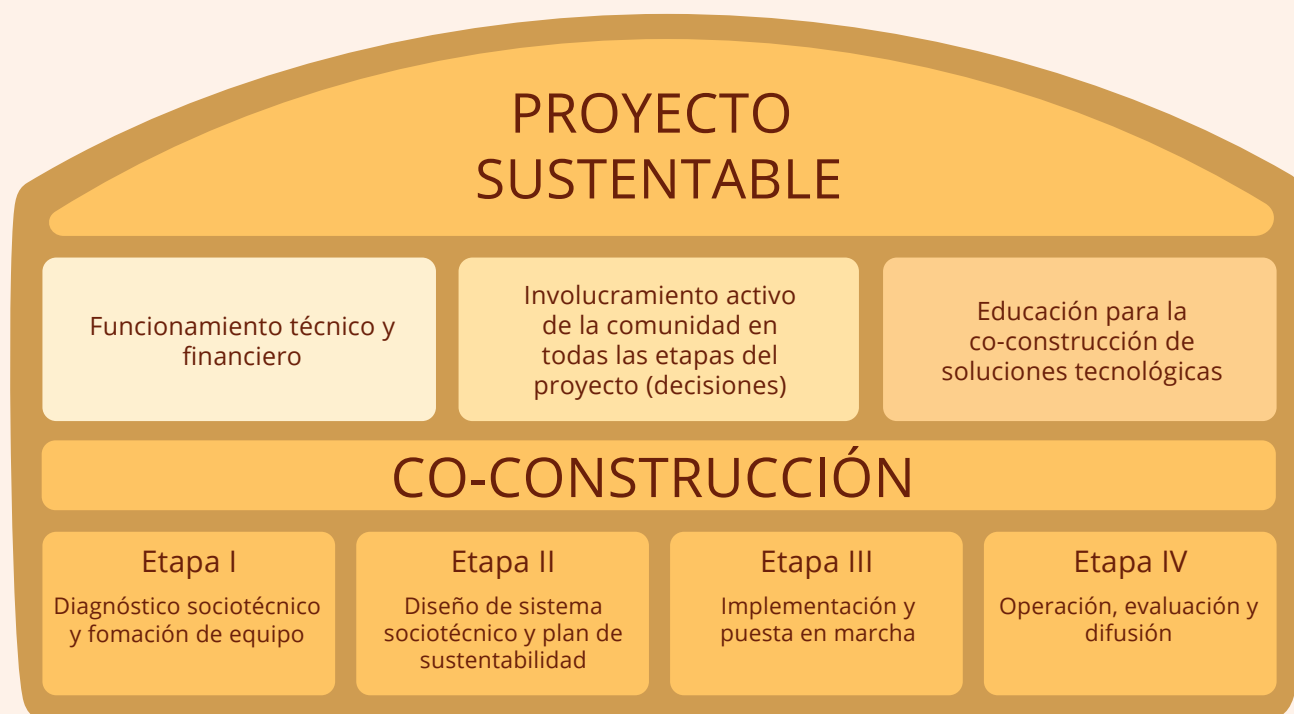 PROYECTO
SUSTENTABLE
Funcionamiento técnico y
financiero
Involucramiento activo
de la comunidad en
todas las etapas del
proyecto (decisiones)
Educación para la
co-construcción de
soluciones tecnológicas
CO-CONSTRUCCIÓN
Etapa I
Diagnóstico sociotécnico
y fomación de equipo
Etapa II
Diseño de sistema
sociotécnico y plan de
sustentabilidad
Etapa III
Implementación y
puesta en marcha
Etapa IV
Operación, evaluación y
difusión